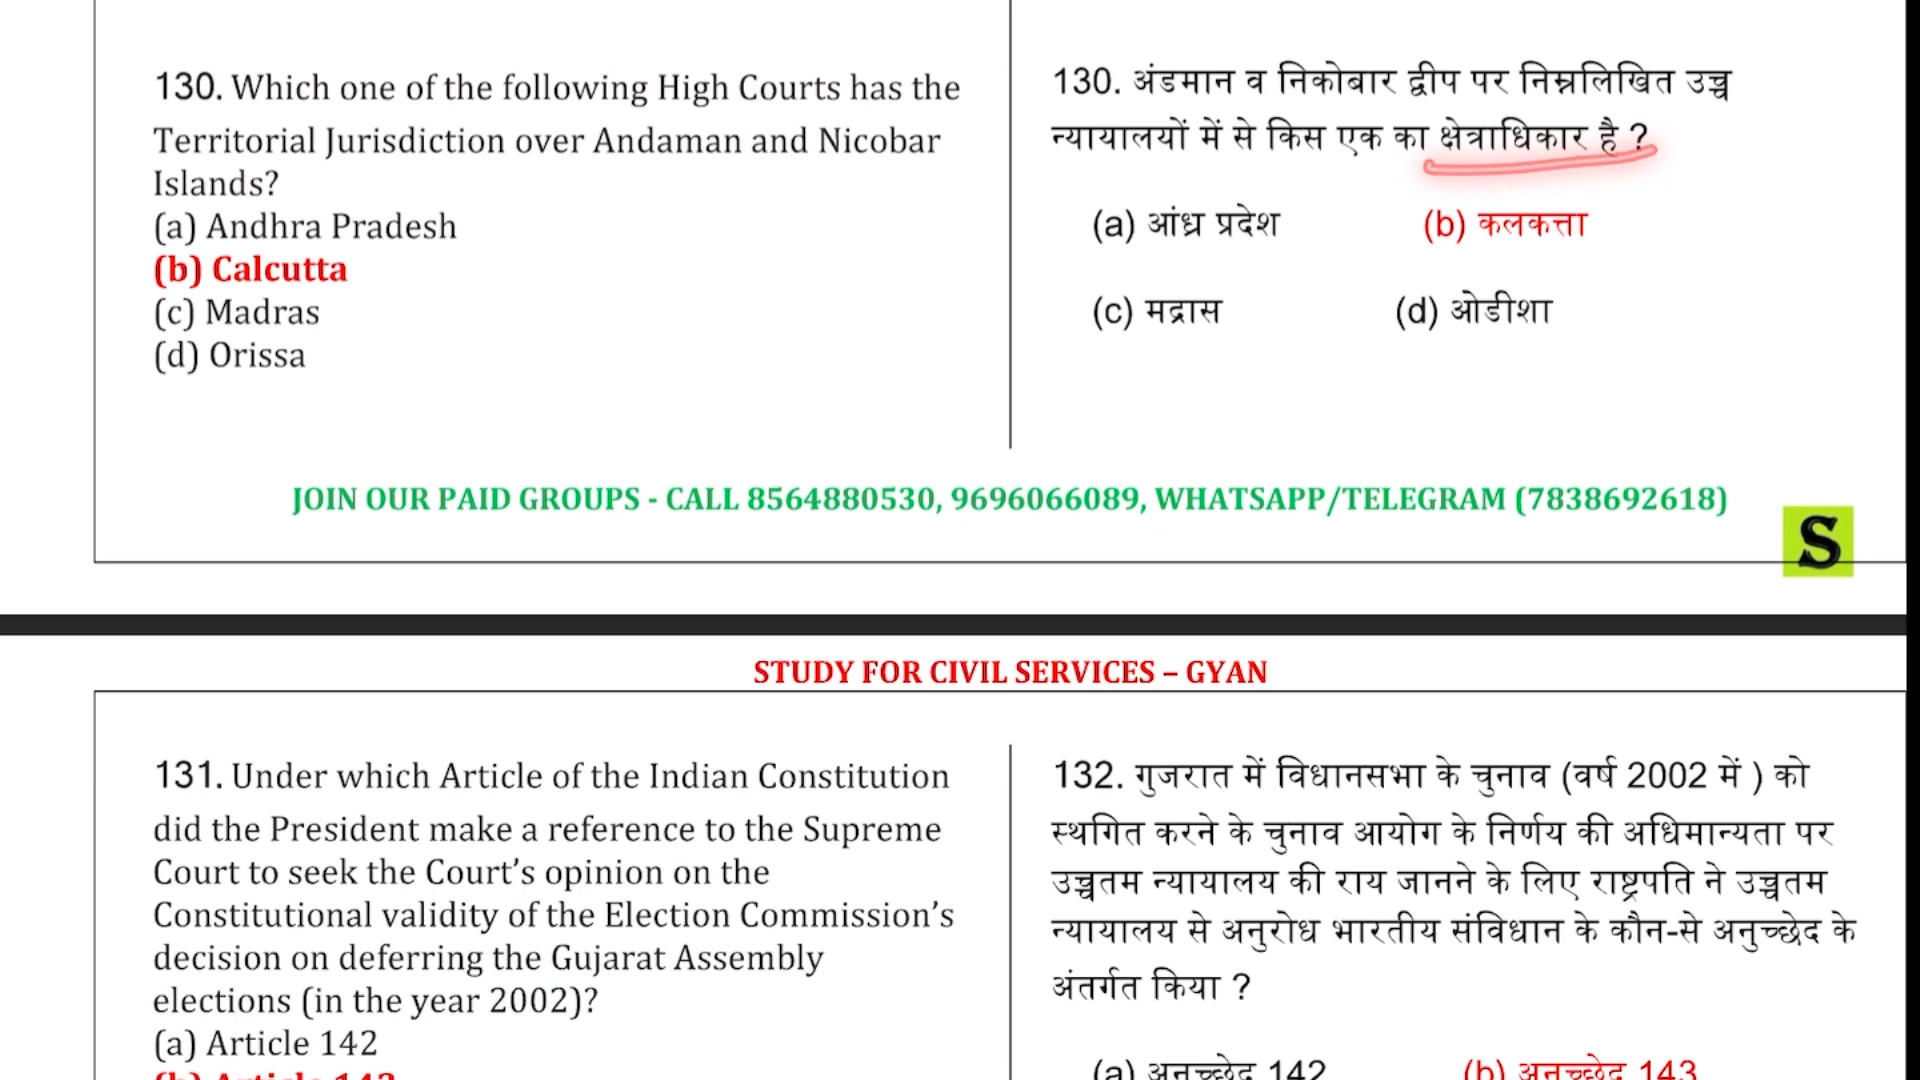 130. Which one of the following High Courts has the
Territorial Jurisdiction over Andaman and Nicobar
Islands?
(a) Andhra Pradesh
(b) Calcutta
(c) Madras
(d) Orissa
130. अंडमान व निकोबार द्वीप पर निम्नलिखित उच्च
न्यायालयों में से किस एक का क्षेत्राधिकार है ?
(a) आंध्र प्रदेश (b) कलकत्ता
(c) मद्रास (d) ओडीशा
JOIN OUR PAID GROUPS - CALL 8564880530, 9696066089, WHATSAPP/TELEGRAM (7838692618)
S
STUDY FOR CIVIL SERVICES – GYAN
131. Under which Article of the Indian Constitution
did the President make a reference to the Supreme
Court to seek the Court’s opinion on the
Constitutional validity of the Election Commission’s
decision on deferring the Gujarat Assembly
elections (in the year 2002)?
(a) Article 142
(b) Article 143
132. गुजरात में विधानसभा के चुनाव (वर्ष 2002 में ) को
स्थगित करने के चुनाव आयोग के निर्णय की अधिमान्यता पर
उच्चतम न्यायालय की राय जानने के लिए राष्ट्रपति ने उच्चतम
न्यायालय से अनुरोध भारतीय संविधान के कौन-से अनुच्छेद के
अंतर्गत किया ?
(a) अनुच्छेद 142 (b) अनुच्छेद 143